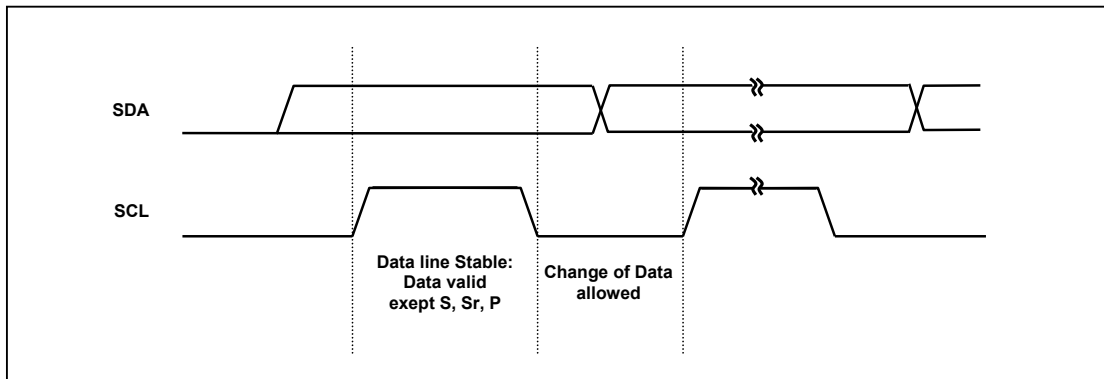 SDA
SCL
Data line Stable:
Data valid
exept S, Sr, P
Change of Data
allowed